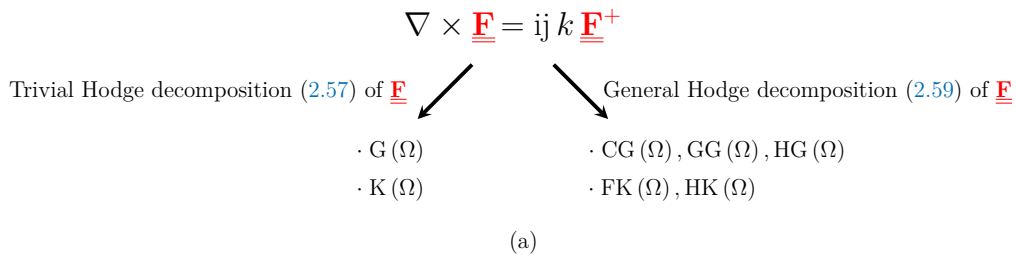 ∇ × F = ij k F⁺
Trivial Hodge decomposition (2.57) of F
General Hodge decomposition (2.59) of F
· G (Ω)
· K (Ω)
· CG (Ω) , GG (Ω) , HG (Ω)
· FK (Ω) , HK (Ω)
(a)